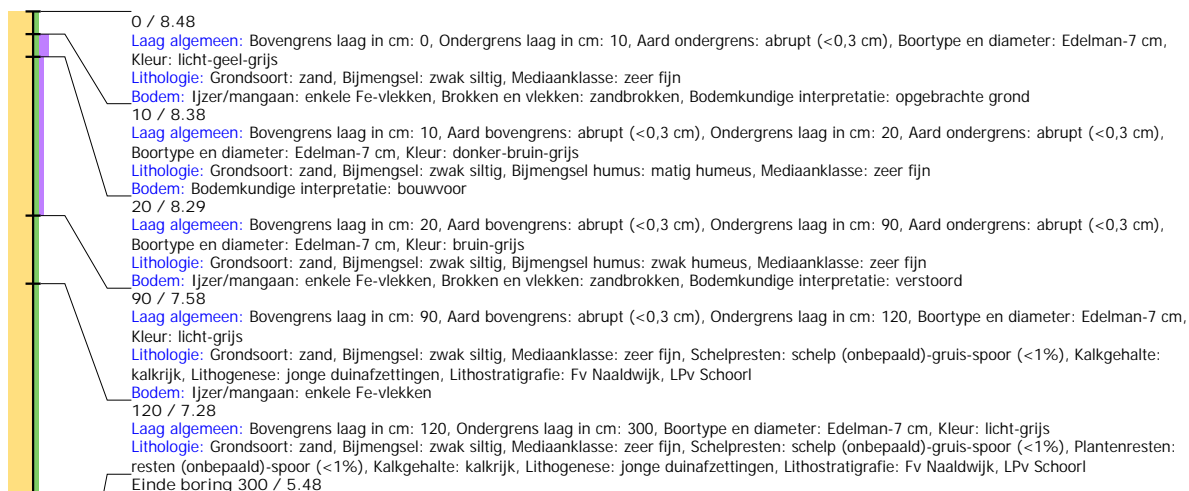 0 / 8.48
Laag algemeen: Bovengrens laag in cm: 0, Ondergrens laag in cm: 10, Aard ondergrens: abrupt (<0,3 cm), Boortype en diameter: Edelman-7 cm,
Kleur: licht-geel-grijs
Lithologie: Grondsoort: zand, Bijmengsel: zwak siltig, Mediaanklasse: zeer fijn
Bodem: Ijzer/mangaan: enkele Fe-vlekken, Brokken en vlekken: zandbrokken, Bodemkundige interpretatie: opgebrachte grond
10 / 8.38
Laag algemeen: Bovengrens laag in cm: 10, Aard bovengrens: abrupt (<0,3 cm), Ondergrens laag in cm: 20, Aard ondergrens: abrupt (<0,3 cm),
Boortype en diameter: Edelman-7 cm, Kleur: donker-bruin-grijs
Lithologie: Grondsoort: zand, Bijmengsel: zwak siltig, Bijmengsel humus: matig humeus, Mediaanklasse: zeer fijn
Bodem: Bodemkundige interpretatie: bouwvoor
20 / 8.29
Laag algemeen: Bovengrens laag in cm: 20, Aard bovengrens: abrupt (<0,3 cm), Ondergrens laag in cm: 90, Aard ondergrens: abrupt (<0,3 cm),
Boortype en diameter: Edelman-7 cm, Kleur: bruin-grijs
Lithologie: Grondsoort: zand, Bijmengsel: zwak siltig, Bijmengsel humus: zwak humeus, Mediaanklasse: zeer fijn
Bodem: Ijzer/mangaan: enkele Fe-vlekken, Brokken en vlekken: zandbrokken, Bodemkundige interpretatie: verstoord
90 / 7.58
Laag algemeen: Bovengrens laag in cm: 90, Aard bovengrens: abrupt (<0,3 cm), Ondergrens laag in cm: 120, Boortype en diameter: Edelman-7 cm,
Kleur: licht-grijs
Lithologie: Grondsoort: zand, Bijmengsel: zwak siltig, Mediaanklasse: zeer fijn, Schelpresten: schelp (onbepaald)-gruis-spoor (<1%), Kalkgehalte:
kalkrijk, Lithogenese: jonge duinafzettingen, Lithostratigrafie: Fv Naaldwijk, LPv Schoorl
Bodem: Ijzer/mangaan: enkele Fe-vlekken
120 / 7.28
Laag algemeen: Bovengrens laag in cm: 120, Ondergrens laag in cm: 300, Boortype en diameter: Edelman-7 cm, Kleur: licht-grijs
Lithologie: Grondsoort: zand, Bijmengsel: zwak siltig, Mediaanklasse: zeer fijn, Schelpresten: schelp (onbepaald)-gruis-spoor (<1%), Plantenresten:
resten (onbepaald)-spoor (<1%), Kalkgehalte: kalkrijk, Lithogenese: jonge duinafzettingen, Lithostratigrafie: Fv Naaldwijk, LPv Schoorl
Einde boring 300 / 5.48